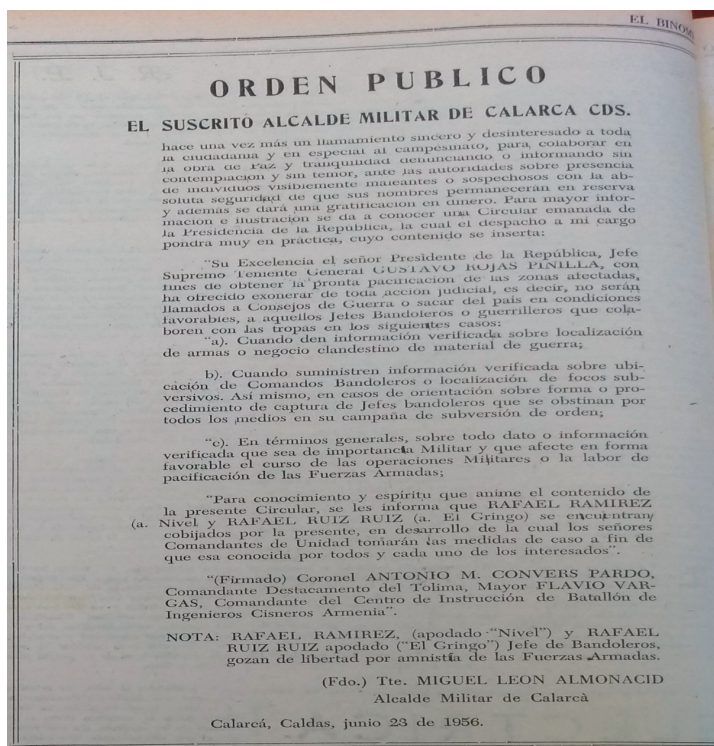 EL BINOM
ORDEN PUBLICO
EL SUSCRITO ALCALDE MILITAR DE CALARCA CDS.
hace una vez más un llamamiento sincero y desinteresado a toda
la ciudadanía y en especial al campesinato, para colaborar en
la obra de Paz y tranquilidad denunciando o informando sin
contemplación y sin temor, ante las autoridades sobre presencia
de individuos visiblemente maleantes o sospechosos con la ab-
soluta seguridad de que sus nombres permanecerán en reserva
y además se dará una gratificación en dinero. Para mayor infor-
mación e ilustración se da a conocer una Circular emanada de
la Presidencia de la República, la cual el despacho a mi cargo
pondrá muy en práctica, cuyo contenido se inserta:
"Su Excelencia el señor Presidente de la República, Jefe
Supremo Teniente General GUSTAVO ROJAS PINILLA, con
fines de obtener la pronta pacificación de las zonas afectadas,
ha ofrecido exonerar de toda acción judicial, es decir, no serán
llamados a Consejos de Guerra o sacar del país en condiciones
favorables, a aquellos Jefes Bandoleros o guerrilleros que cola-
boren con las tropas en los siguientes casos:
"a). Cuando den información verificada sobre localización
de armas o negocio clandestino de material de guerra;
b). Cuando suministren información verificada sobre ubi-
cación de Comandos Bandoleros o localización de focos sub-
versivos. Así mismo, en casos de orientación sobre forma o pro-
cedimiento de captura de Jefes bandoleros que se obstinan por
todos los medios en su campaña de subversión de orden;
"c). En términos generales, sobre todo dato o información
verificada que sea de importancia Militar y que afecte en forma
favorable el curso de las operaciones Militares o la labor de
pacificación de las Fuerzas Armadas;
"Para conocimiento y espíritu que anime el contenido de
la presente Circular, se les informa que RAFAEL RAMIREZ
(a. Nivel y RAFAEL RUIZ RUIZ (a. El Gringo) se encuentran
cobijados por la presente, en desarrollo de la cual los señores
Comandantes de Unidad tomarán las medidas de caso a fin de
que esa conocida por todos y cada uno de los interesados".
"(Firmado) Coronel ANTONIO M. CONVERS PARDO,
Comandante Destacamento del Tolima, Mayor FLAVIO VAR-
GAS, Comandante del Centro de Instrucción de Batallón de
Ingenieros Cisneros Armenia".
NOTA: RAFAEL RAMIREZ, (apodado "Nivel") y RAFAEL
RUIZ RUIZ apodado ("El Gringo") Jefe de Bandoleros,
gozan de libertad por amnistía de las Fuerzas Armadas.
(Fdo.) Tte. MIGUEL LEON ALMONACID
Alcalde Militar de Calarcà
Calarcá, Caldas, junio 23 de 1956.